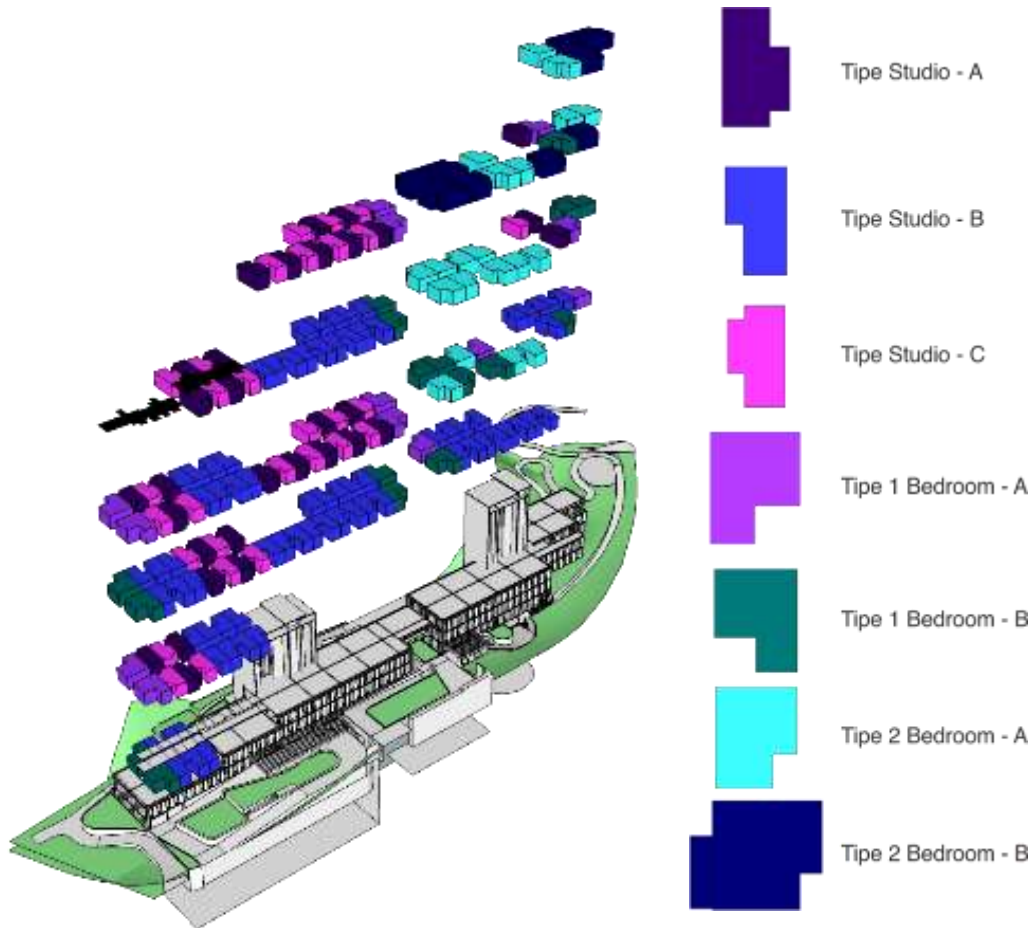 Tipe Studio - A
Tipe Studio - B
Tipe Studio - C
Tipe 1 Bedroom - A
Tipe 1 Bedroom - B
Tipe 2 Bedroom - A
Tipe 2 Bedroom - B